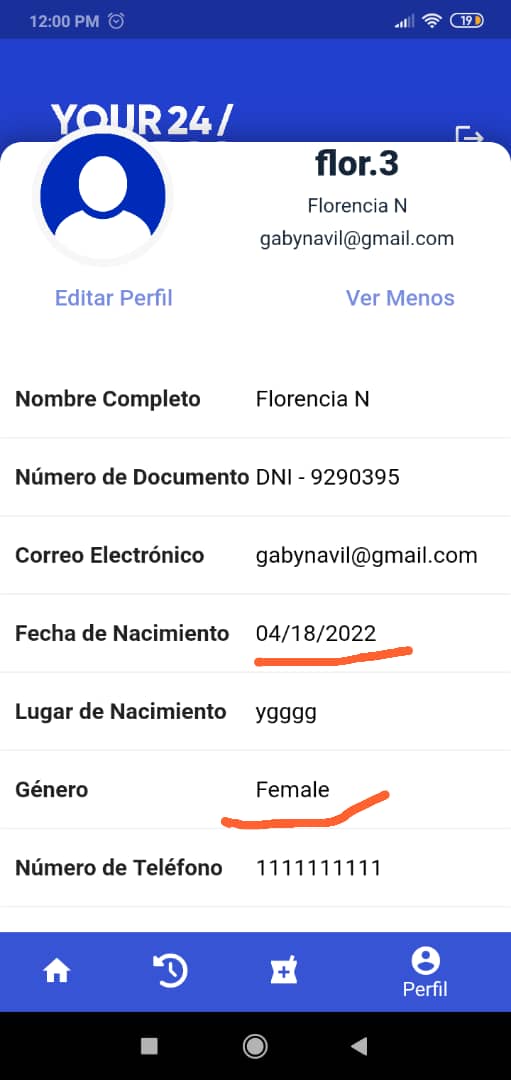 12:00 PM
19
YOUR 24/
flor.3
Florencia N
gabynavil@gmail.com
Editar Perfil
Ver Menos
Nombre Completo Florencia N
Número de Documento DNI - 9290395
Correo Electrónico gabynavil@gmail.com
Fecha de Nacimiento 04/18/2022
Lugar de Nacimiento ygggg
Género Female
Número de Teléfono 1111111111
Perfil